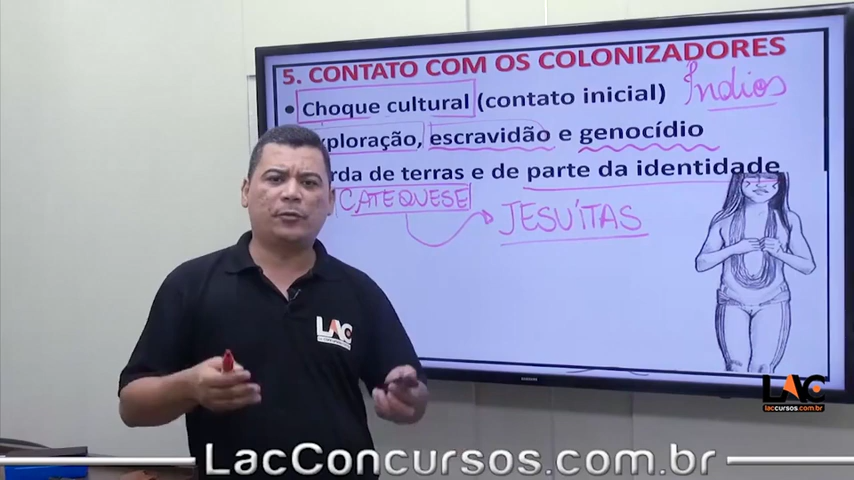 5. CONTATO COM OS COLONIZADORES
• Choque cultural (contato inicial) Índios
xploração, escravidão e genocídio
rda de terras e de parte da identidade
CATEQUESE JESUÍTAS
LAC
LAC
laccursos.com.br
LacConcursos.com.br